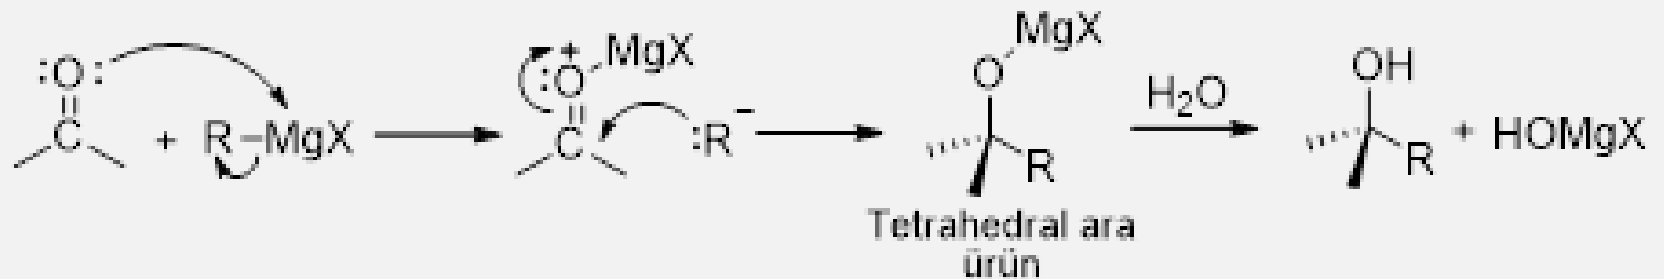 :O: C + R–MgX :O+ MgX C :R– O MgX R H₂O OH R + HOMgX
Tetrahedral ara
ürün